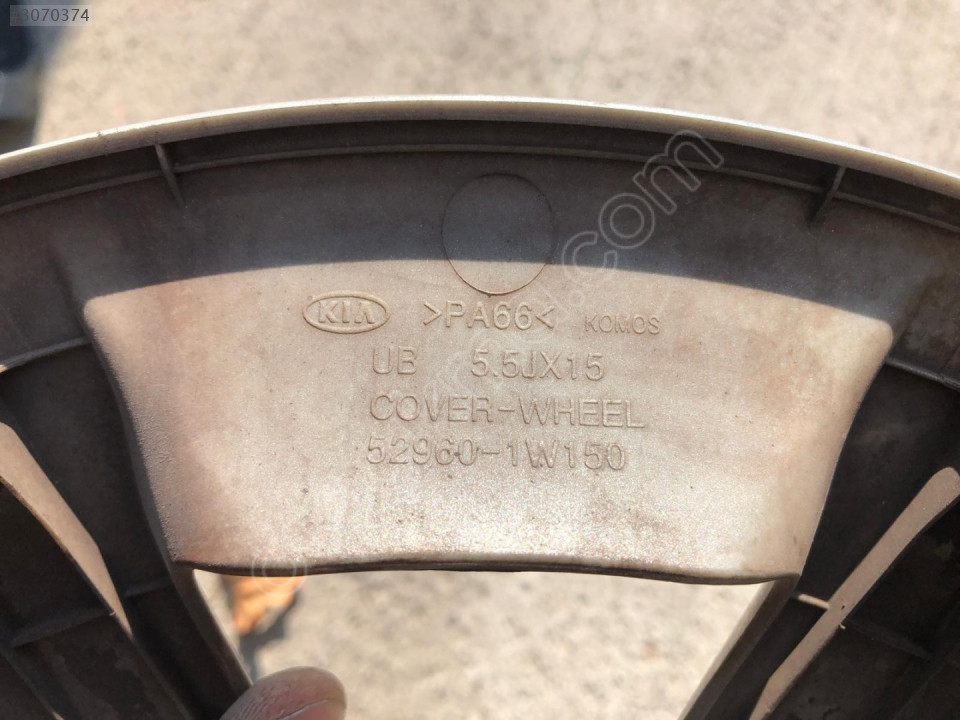 KIA >PA66< KOMOS
UB 5.5JX15
COVER-WHEEL
52960-1W150